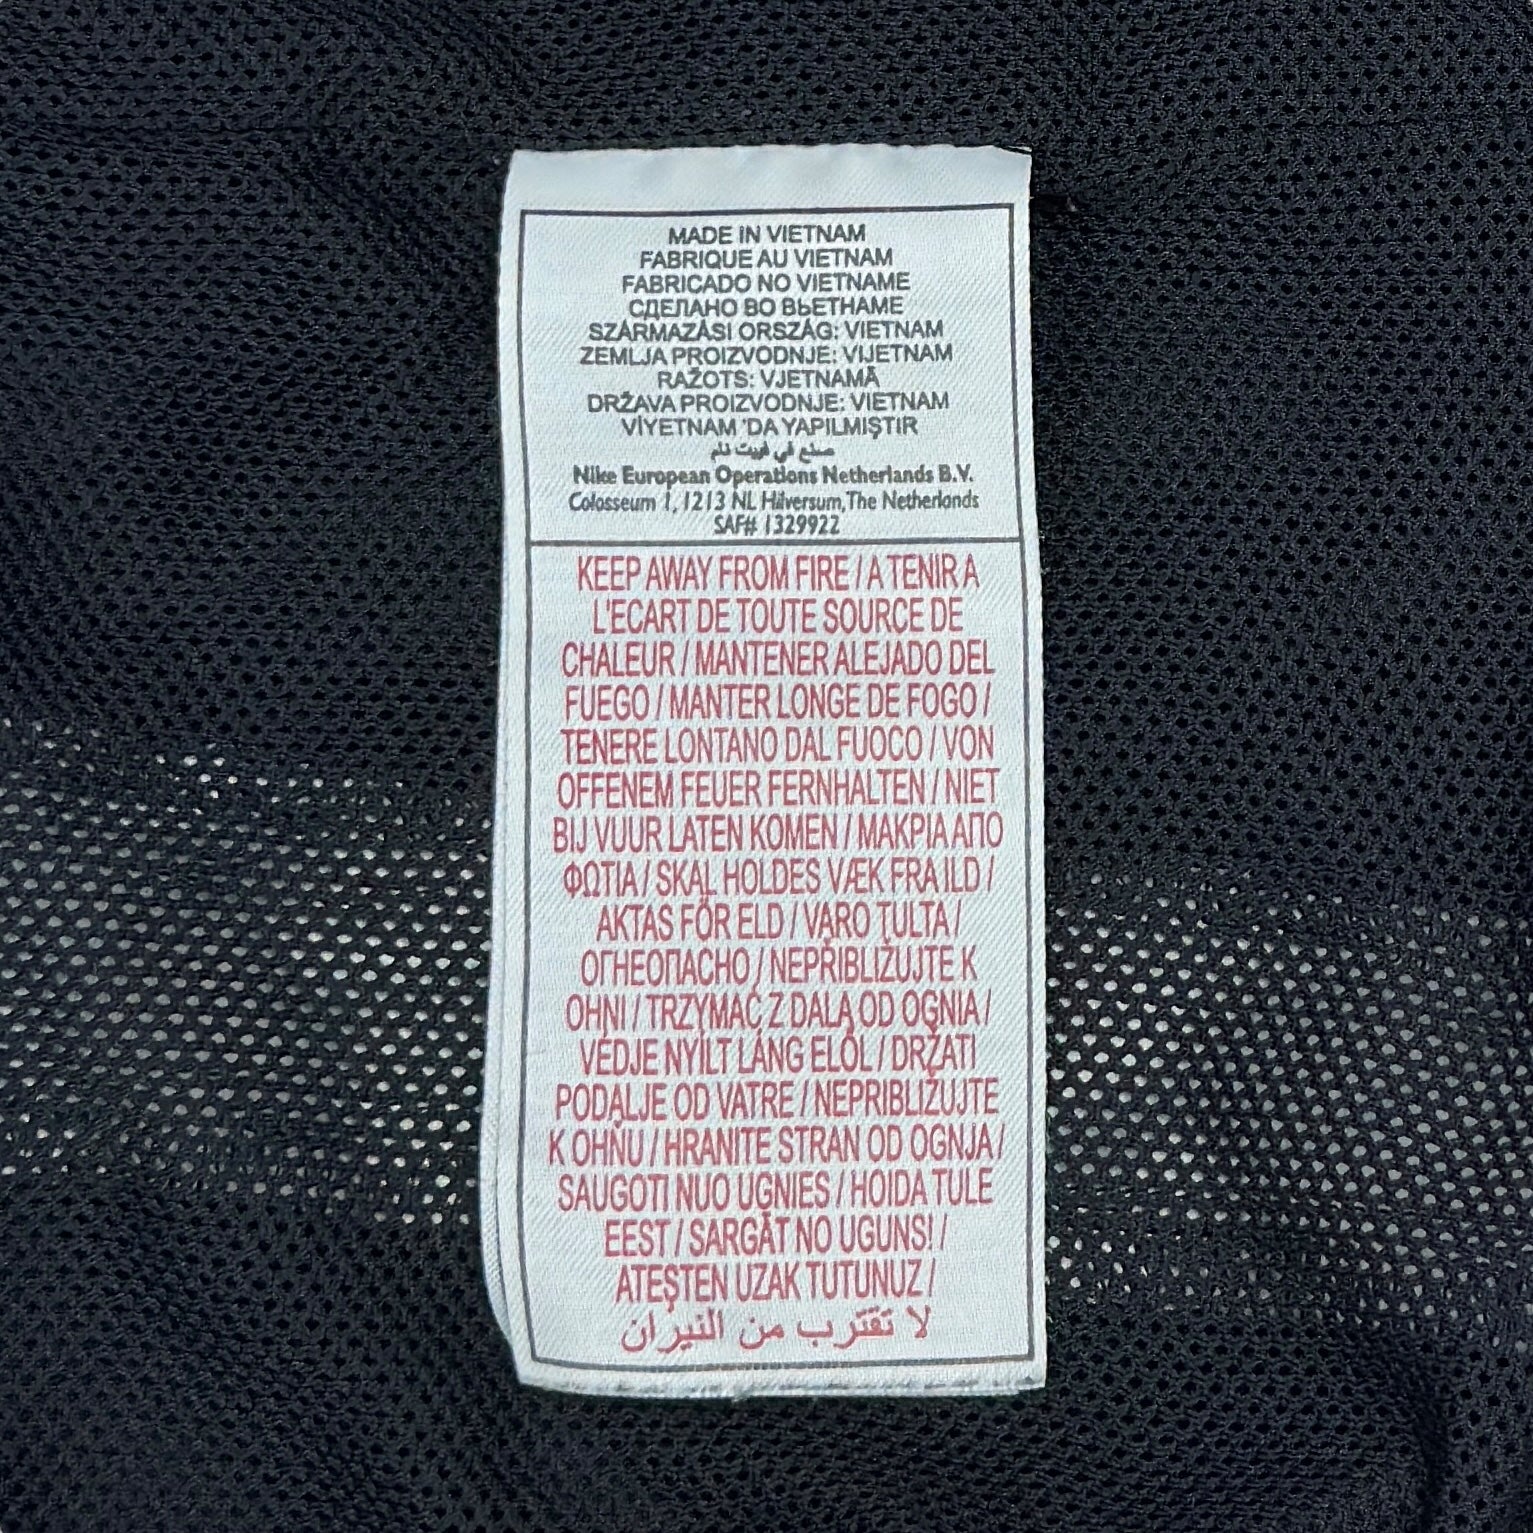 MADE IN VIETNAM
FABRIQUE AU VIETNAM
FABRICADO NO VIETNAME
СДЕЛАНО ВО ВЬЕТНАМЕ
SZÁRMAZÁSI ORSZÁG: VIETNAM
ZEMLJA PROIZVODNJE: VIJETNAM
RAŽOTS: VJETNAMĀ
DRŽAVA PROIZVODNJE: VIETNAM
VİYETNAM 'DA YAPILMIŞTIR
صنع في فييت نام
Nike European Operations Netherlands B.V.
Colosseum 1, 1213 NL Hilversum, The Netherlands
SAF# 1329922
KEEP AWAY FROM FIRE / A TENIR A
L'ECART DE TOUTE SOURCE DE
CHALEUR / MANTENER ALEJADO DEL
FUEGO / MANTER LONGE DE FOGO /
TENERE LONTANO DAL FUOCO / VON
OFFENEM FEUER FERNHALTEN / NIET
BIJ VUUR LATEN KOMEN / ΜΑΚΡΙΑ ΑΠΟ
ΦΩΤΙΑ / SKAL HOLDES VÆK FRA ILD /
AKTAS FÖR ELD / VARO TULTA /
ОГНЕОПАСНО / NEPŘIBLIŽUJTE K
OHNI / TRZYMAĆ Z DALA OD OGNIA /
VÉDJE NYÍLT LÁNG ELŐL / DRŽATI
PODALJE OD VATRE / NEPRIBLIŽUJTE
K OHŇU / HRANITE STRAN OD OGNJA /
SAUGOTI NUO UGNIES / HOIDA TULE
EEST / SARGĀT NO UGUNS! /
ATEŞTEN UZAK TUTUNUZ /
لا تقترب من النيران